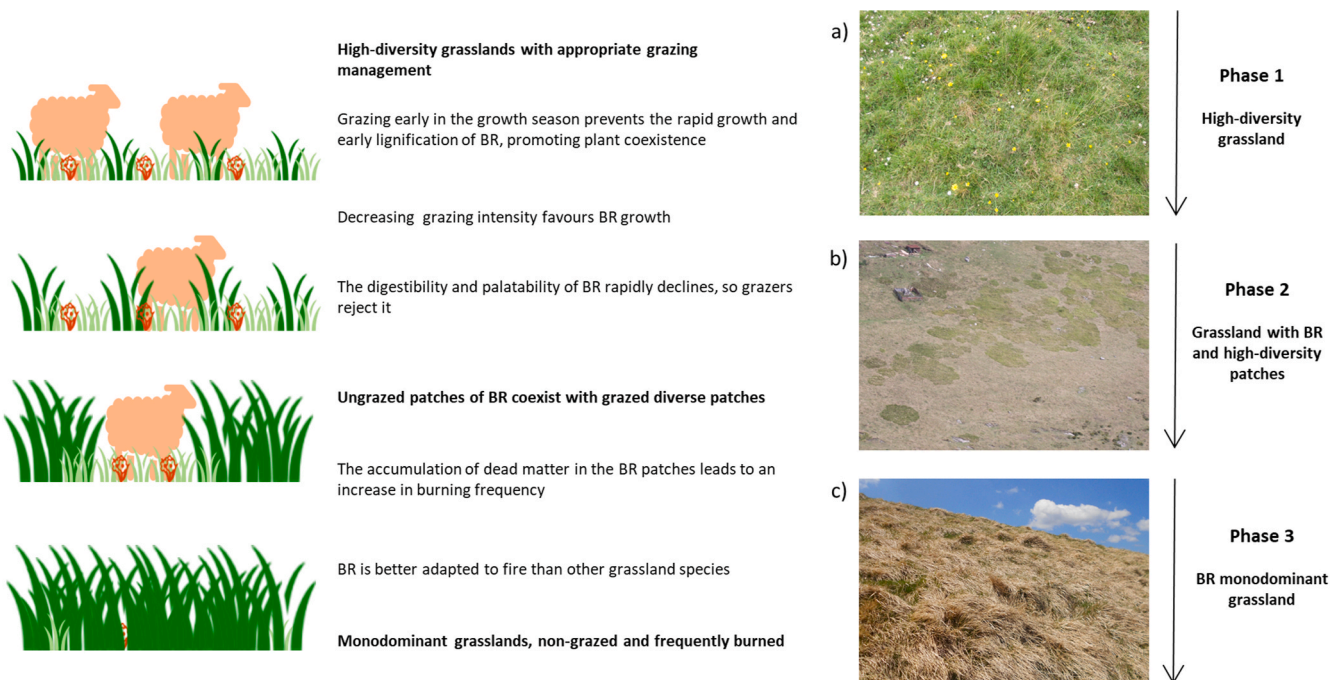 High-diversity grasslands with appropriate grazing
management
Grazing early in the growth season prevents the rapid growth and
early lignification of BR, promoting plant coexistence
Decreasing grazing intensity favours BR growth
The digestibility and palatability of BR rapidly declines, so grazers
reject it
Ungrazed patches of BR coexist with grazed diverse patches
The accumulation of dead matter in the BR patches leads to an
increase in burning frequency
BR is better adapted to fire than other grassland species
Monodominant grasslands, non-grazed and frequently burned
a)
Phase 1
High-diversity
grassland
b)
Phase 2
Grassland with BR
and high-diversity
patches
c)
Phase 3
BR monodominant
grassland